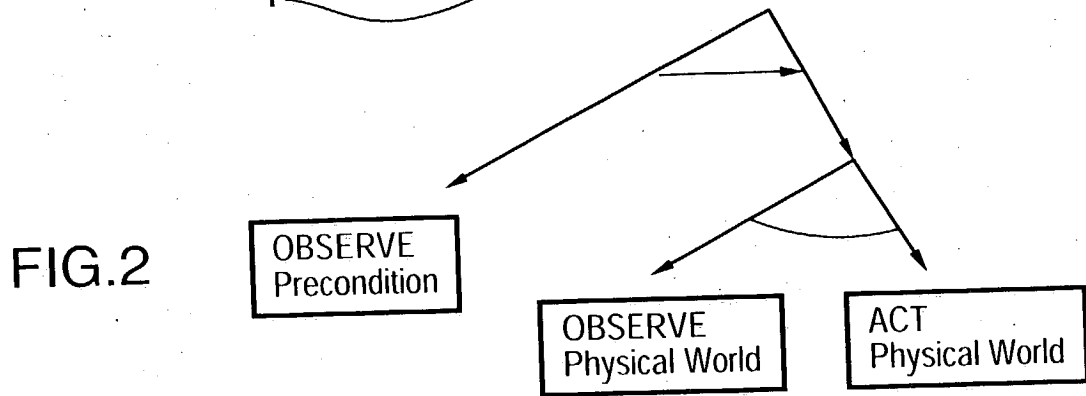 FIG.2
OBSERVE
Precondition
OBSERVE
Physical World
ACT
Physical World